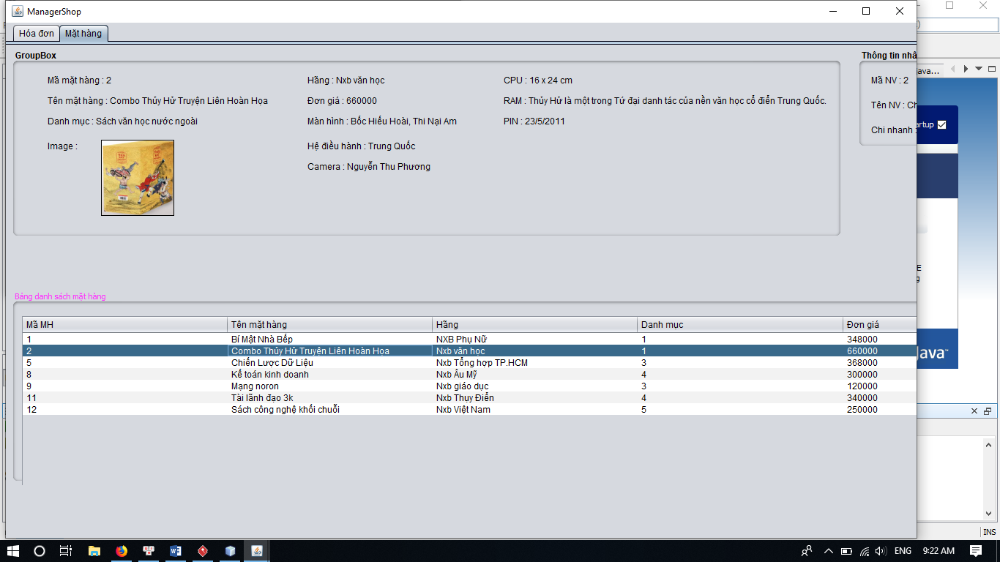 ManagerShop
Hóa đơn
Mặt hàng
GroupBox
Mã mặt hàng : 2
Hãng : Nxb văn học
CPU : 16 x 24 cm
Tên mặt hàng : Combo Thủy Hử Truyện Liên Hoàn Họa
Đơn giá : 660000
RAM : Thủy Hử là một trong Tứ đại danh tác của nền văn học cổ điển Trung Quốc.
Danh mục : Sách văn học nước ngoài
Màn hình : Bốc Hiếu Hoài, Thi Nại Am
PIN : 23/5/2011
Image :
Hệ điều hành : Trung Quốc
Camera : Nguyễn Thu Phương
Thông tin nhâ
Mã NV : 2
Tên NV : Ch
Chi nhanh :
ava...
artup
Bảng danh sách mặt hàng
Mã MH Tên mặt hàng Hãng Danh mục Đơn giá
1 Bí Mật Nhà Bếp NXB Phụ Nữ 1 348000
2 Combo Thủy Hử Truyện Liên Hoàn Họa Nxb văn học 1 660000
5 Chiến Lược Dữ Liệu Nxb Tổng hợp TP.HCM 3 368000
8 Kế toán kinh doanh Nxb Âu Mỹ 4 300000
9 Mạng noron Nxb giáo dục 3 120000
11 Tài lãnh đạo 3k Nxb Thụy Điển 4 340000
12 Sách công nghệ khối chuỗi Nxb Việt Nam 5 250000
Java
INS
ENG
9:22 AM